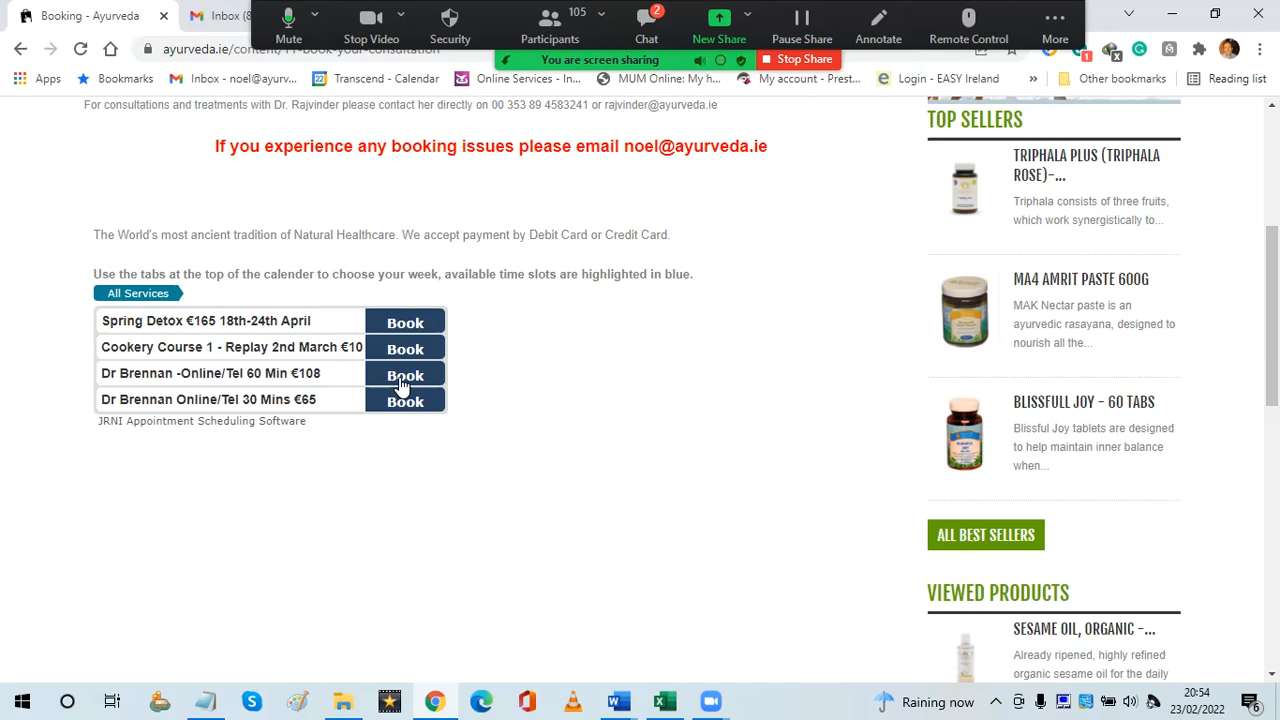 Booking - Ayurveda
Inbox (8
Mute
Stop Video
Security
105
Participants
2
Chat
New Share
Pause Share
Annotate
Remote Control
More
You are screen sharing
Stop Share
ayurveda.ie/content/11-book-your-consultation
1
X
Apps
Bookmarks
Inbox - noel@ayurv...
Transcend - Calendar
Online Services - In...
MUM Online: My h...
My account - Prest...
Login - EASY Ireland
Other bookmarks
Reading list
For consultations and treatments with Dr. Rajvinder please contact her directly on 00 353 89 4583241 or rajvinder@ayurveda.ie
If you experience any booking issues please email noel@ayurveda.ie
The World's most ancient tradition of Natural Healthcare. We accept payment by Debit Card or Credit Card.
Use the tabs at the top of the calender to choose your week, available time slots are highlighted in blue.
All Services
Spring Detox €165 18th-24th April Book
Cookery Course 1 - Replay 2nd March €10 Book
Dr Brennan -Online/Tel 60 Min €108 Book
Dr Brennan Online/Tel 30 Mins €65 Book
JRNI Appointment Scheduling Software
TOP SELLERS
TRIPHALA PLUS (TRIPHALA
ROSE)-...
Triphala consists of three fruits,
which work synergistically to...
MA4 AMRIT PASTE 600G
MAK Nectar paste is an
ayurvedic rasayana, designed to
nourish all the...
BLISSFULL JOY - 60 TABS
Blissful Joy tablets are designed
to help maintain inner balance
when...
ALL BEST SELLERS
VIEWED PRODUCTS
SESAME OIL, ORGANIC -...
Already ripened, highly refined
organic sesame oil for the daily
Raining now
20:54
23/02/2022
6